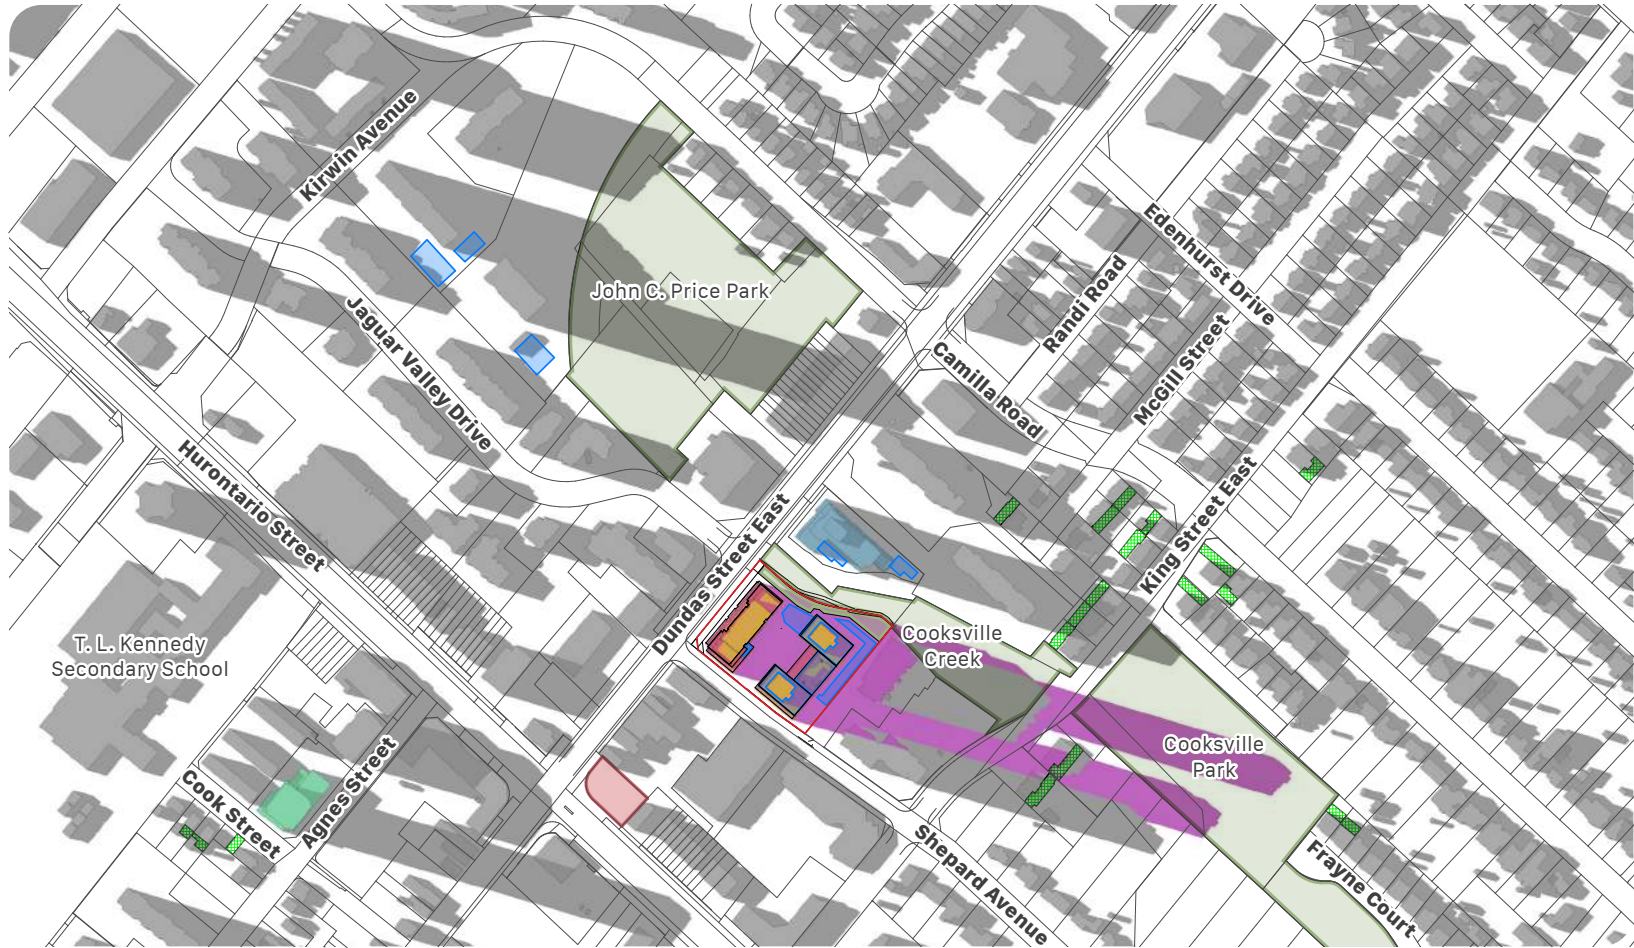 Kirwin Avenue
Edenhurst Drive
John C. Price Park
Randi Road
Jaguar Valley Drive
McGill Street
Camilla Road
Hurontario Street
King Street East
Dundas Street East
T. L. Kennedy
Secondary School
Cooksville
Creek
Cooksville
Park
Cook Street
Agnes Street
Shepard Avenue
Frayne Court